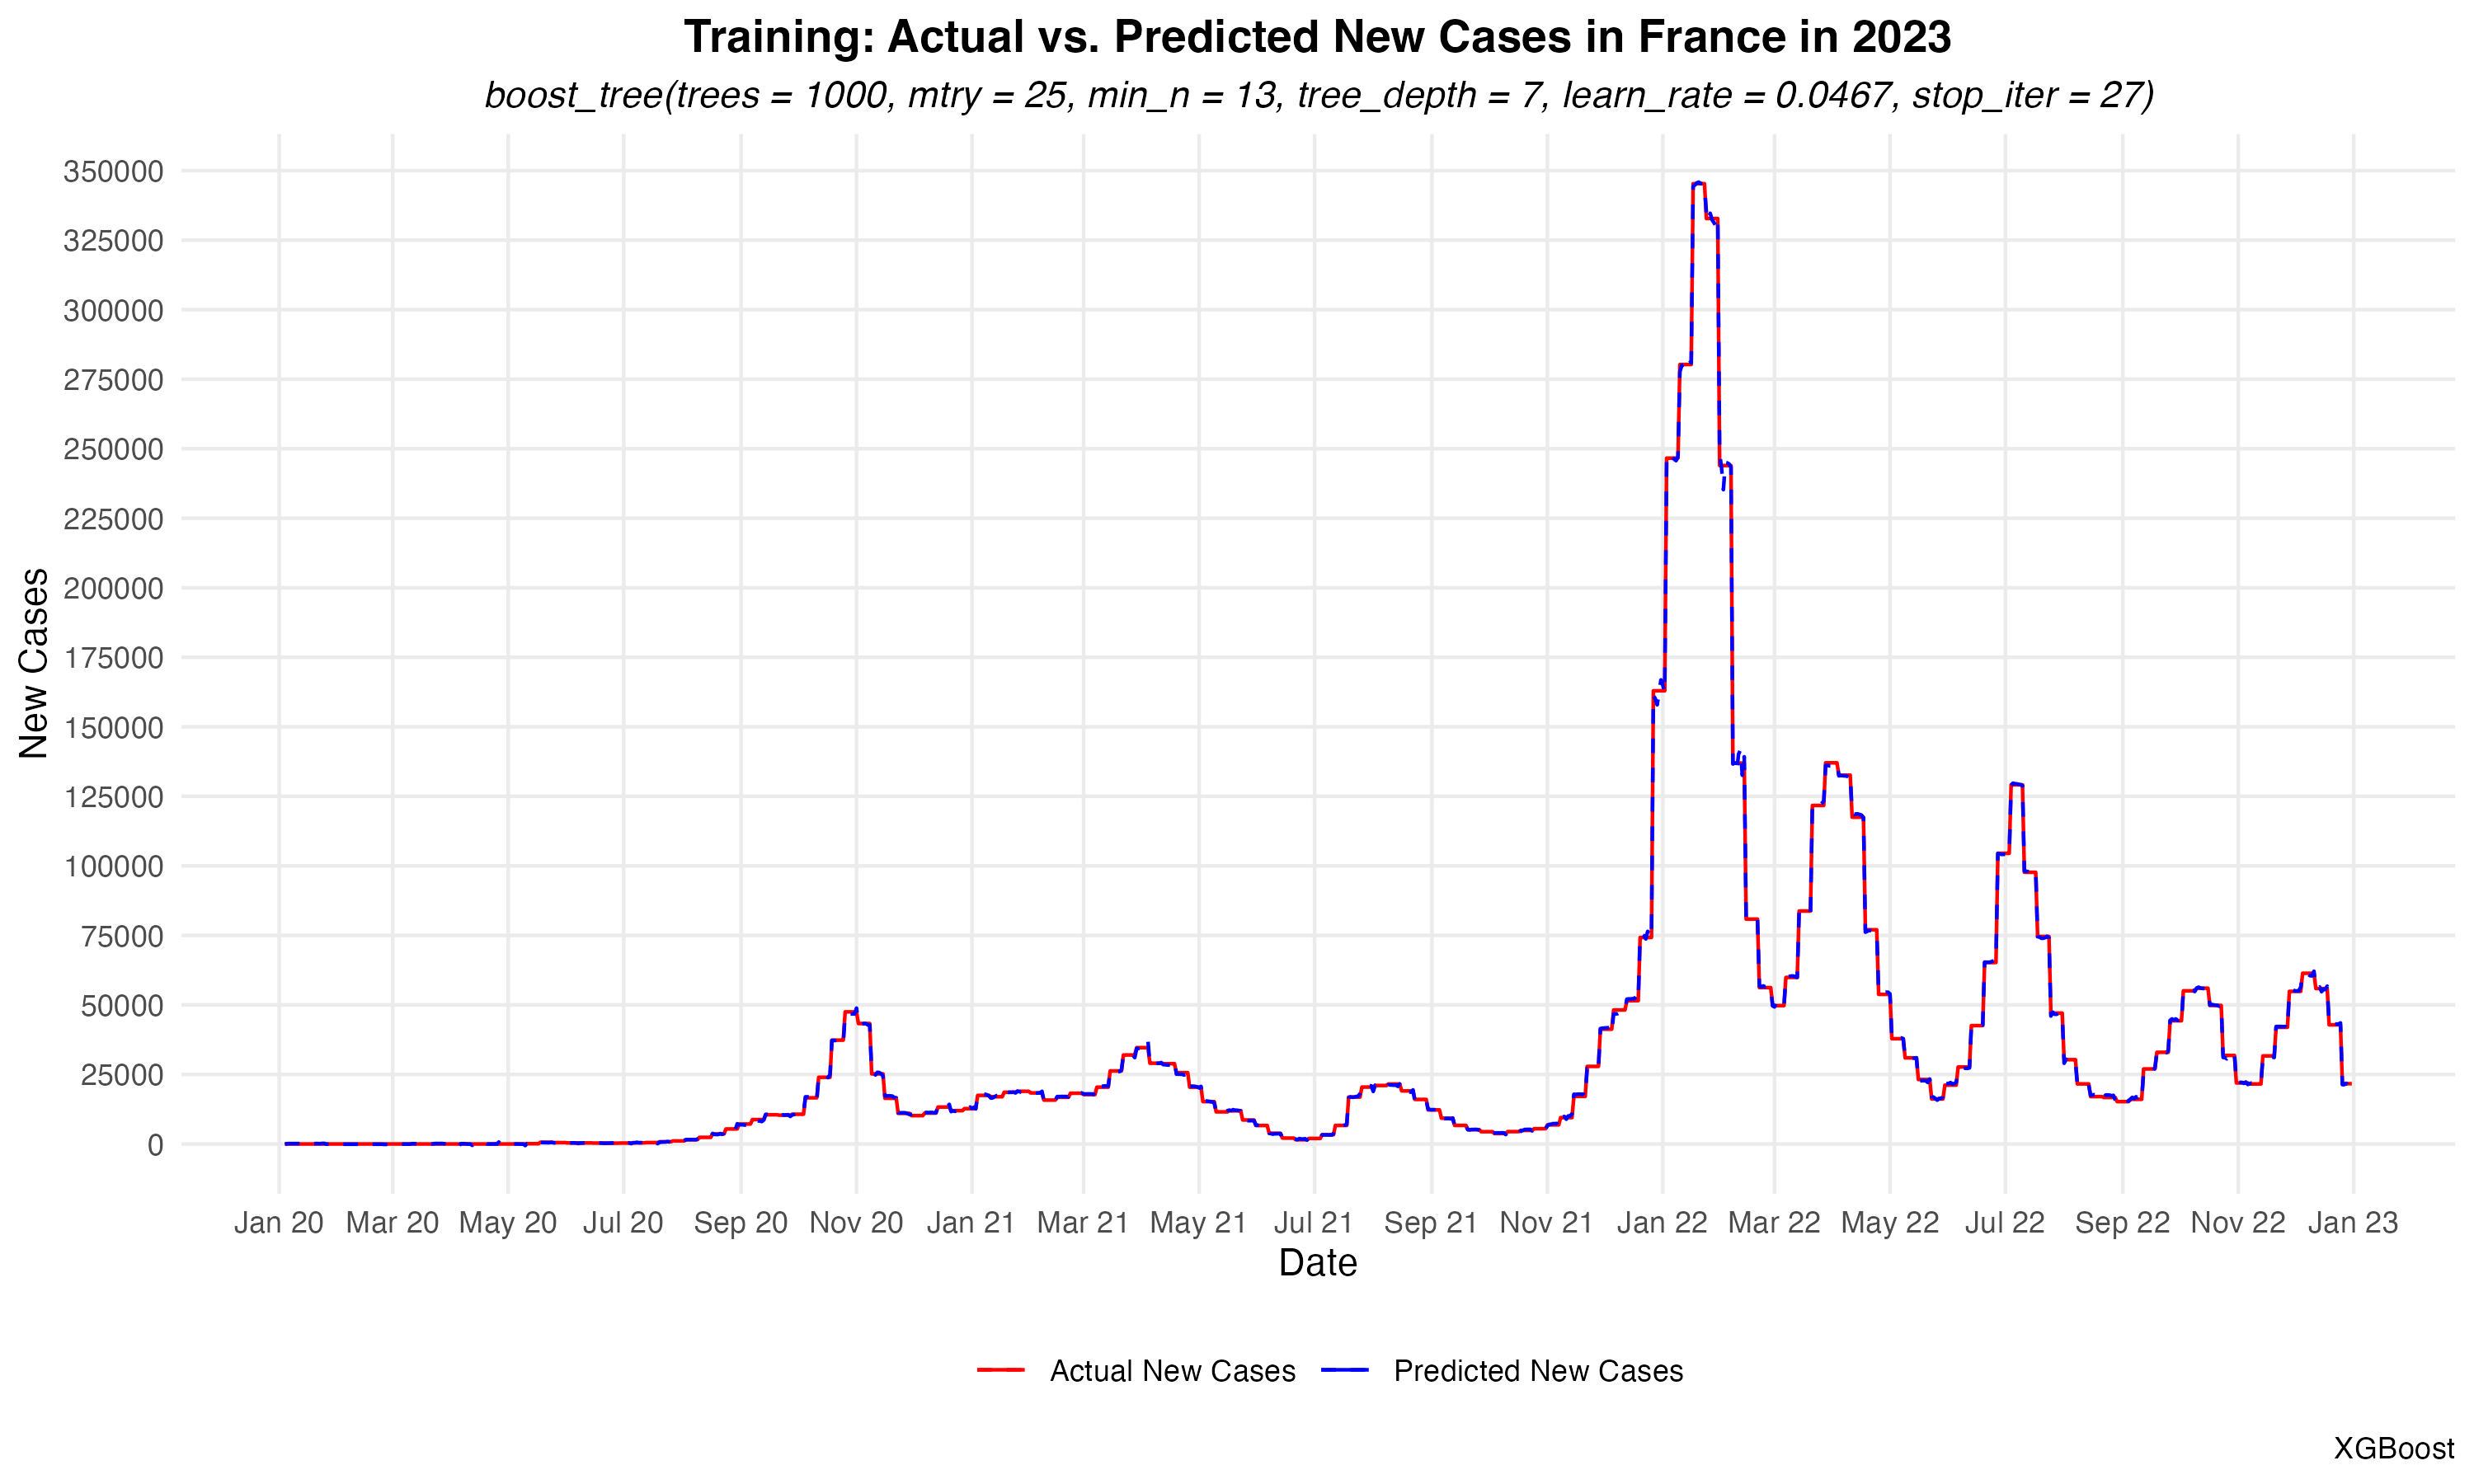 Training: Actual vs. Predicted New Cases in France in 2023
boost_tree(trees = 1000, mtry = 25, min_n = 13, tree_depth = 7, learn_rate = 0.0467, stop_iter = 27)
New Cases
350000
325000
300000
275000
250000
225000
200000
175000
150000
125000
100000
75000
50000
25000
0
Jan 20 Mar 20 May 20 Jul 20 Sep 20 Nov 20 Jan 21 Mar 21 May 21 Jul 21 Sep 21 Nov 21 Jan 22 Mar 22 May 22 Jul 22 Sep 22 Nov 22 Jan 23
Date
Actual New Cases Predicted New Cases
XGBoost